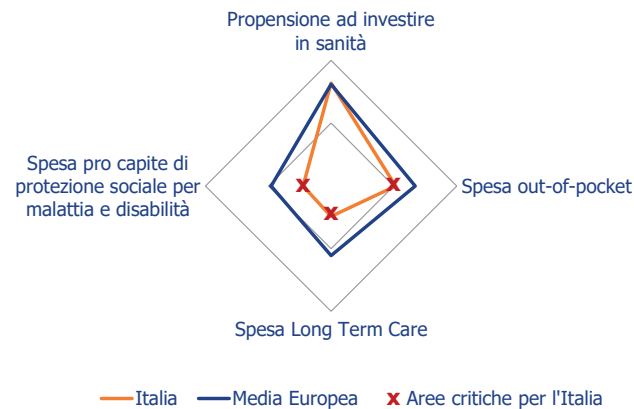 Propensione ad investire
in sanità
Spesa pro capite di
protezione sociale per
malattia e disabilità
Spesa out-of-pocket
Spesa Long Term Care
Italia
Media Europea
x Aree critiche per l'Italia